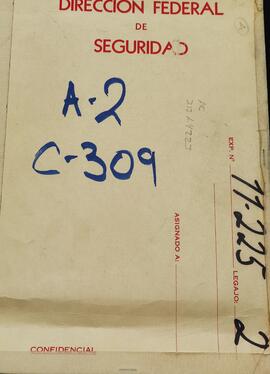 DIRECCIÓN FEDERAL
DE
SEGURIDAD
A-2
C-309
EXP. Nº 11-225 LEGAJO: 2
ASIGNADO A:
CONFIDENCIAL